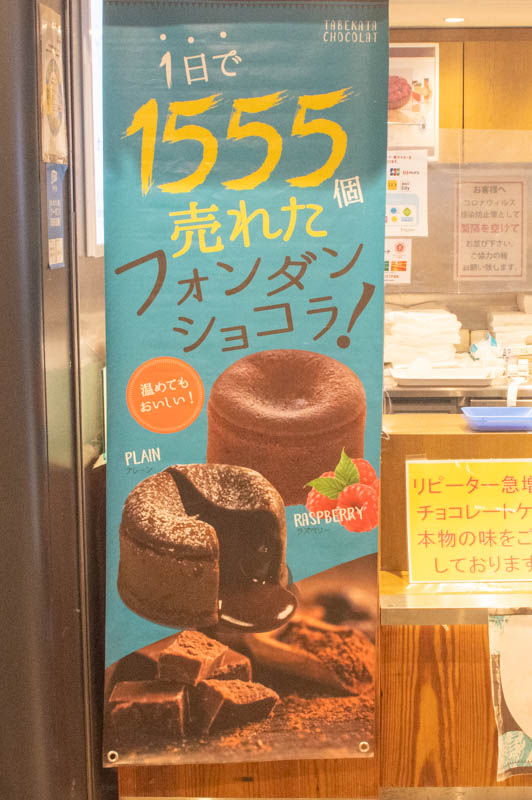 TABEKATA
CHOCOLAT
1日で
1555個
売れた
フォンダン
ショコラ!
温めても
おいしい！
PLAIN
プレーン
RASPBERRY
ラズベリー
お客様へ
コロナウィルス
感染防止策として
間隔を空けて
お並び下さい。
ご協力の程
お願い致します。
リピーター急増
チョコレートケ
本物の味をご
しております